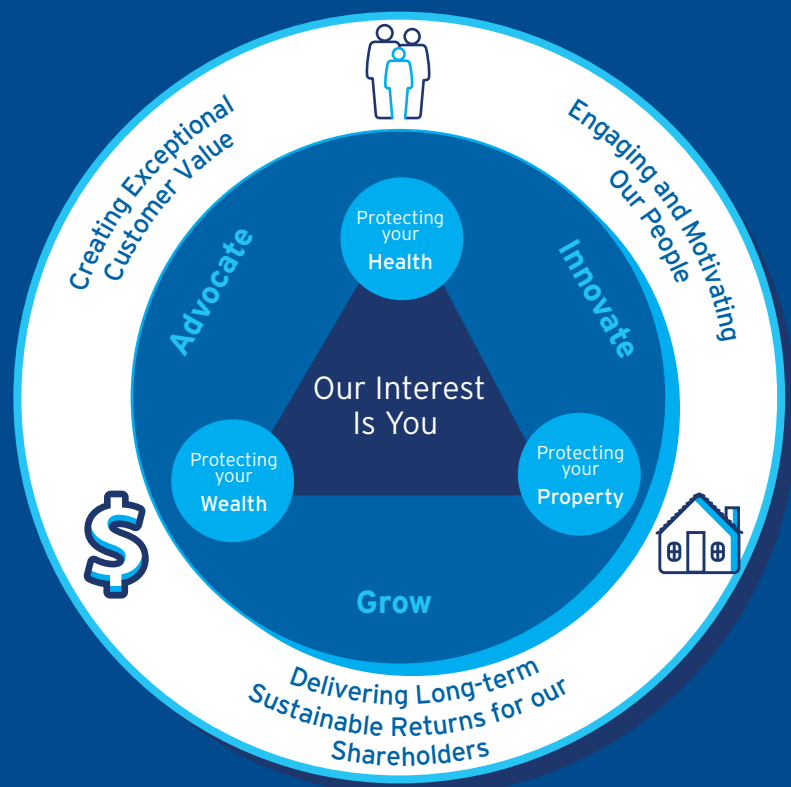 Creating Exceptional
Customer Value
Engaging and Motivating
Our People
Advocate
Innovate
Protecting
your
Health
Our Interest
Is You
Protecting
your
Wealth
Protecting
your
Property
Grow
Delivering Long-term
Sustainable Returns for our
Shareholders